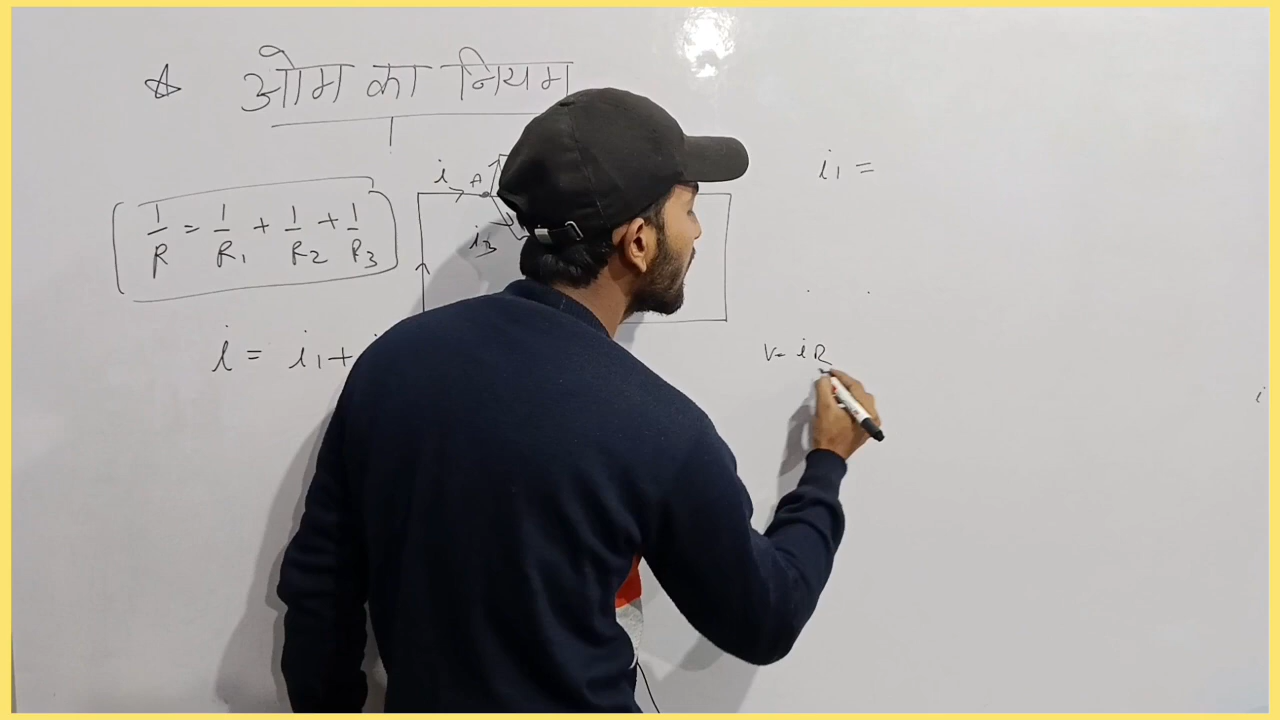 ☆ ओम का नियम
i A
i3
1/R = 1/R1 + 1/R2 + 1/R3
i = i1+
i1 =
V= iR
i